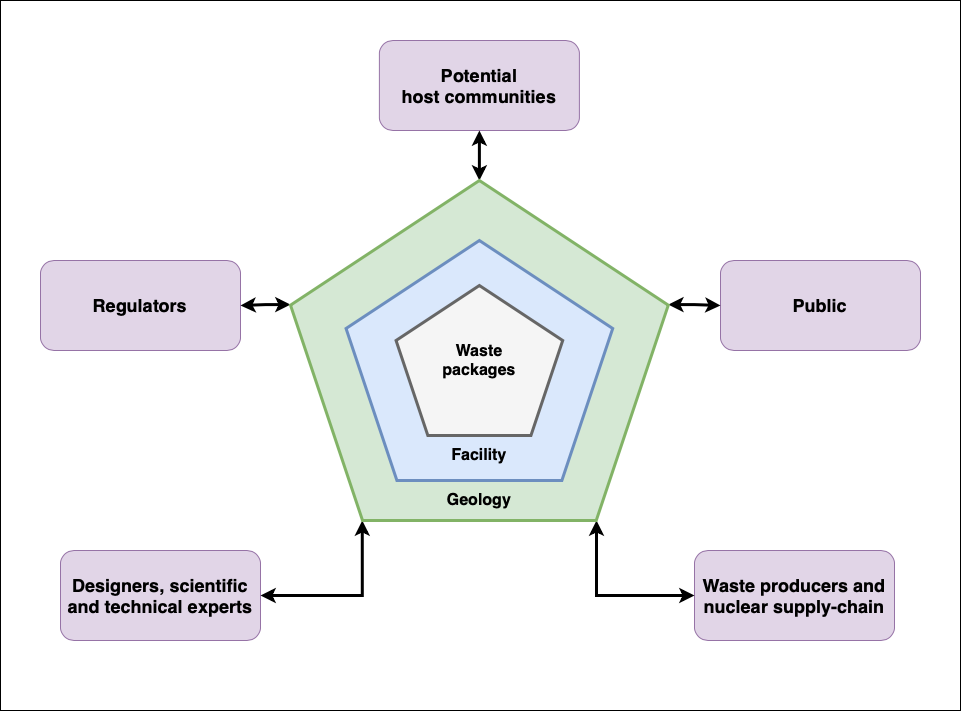 Potential
host communities
Regulators
Public
Waste
packages
Facility
Geology
Designers, scientific
and technical experts
Waste producers and
nuclear supply-chain